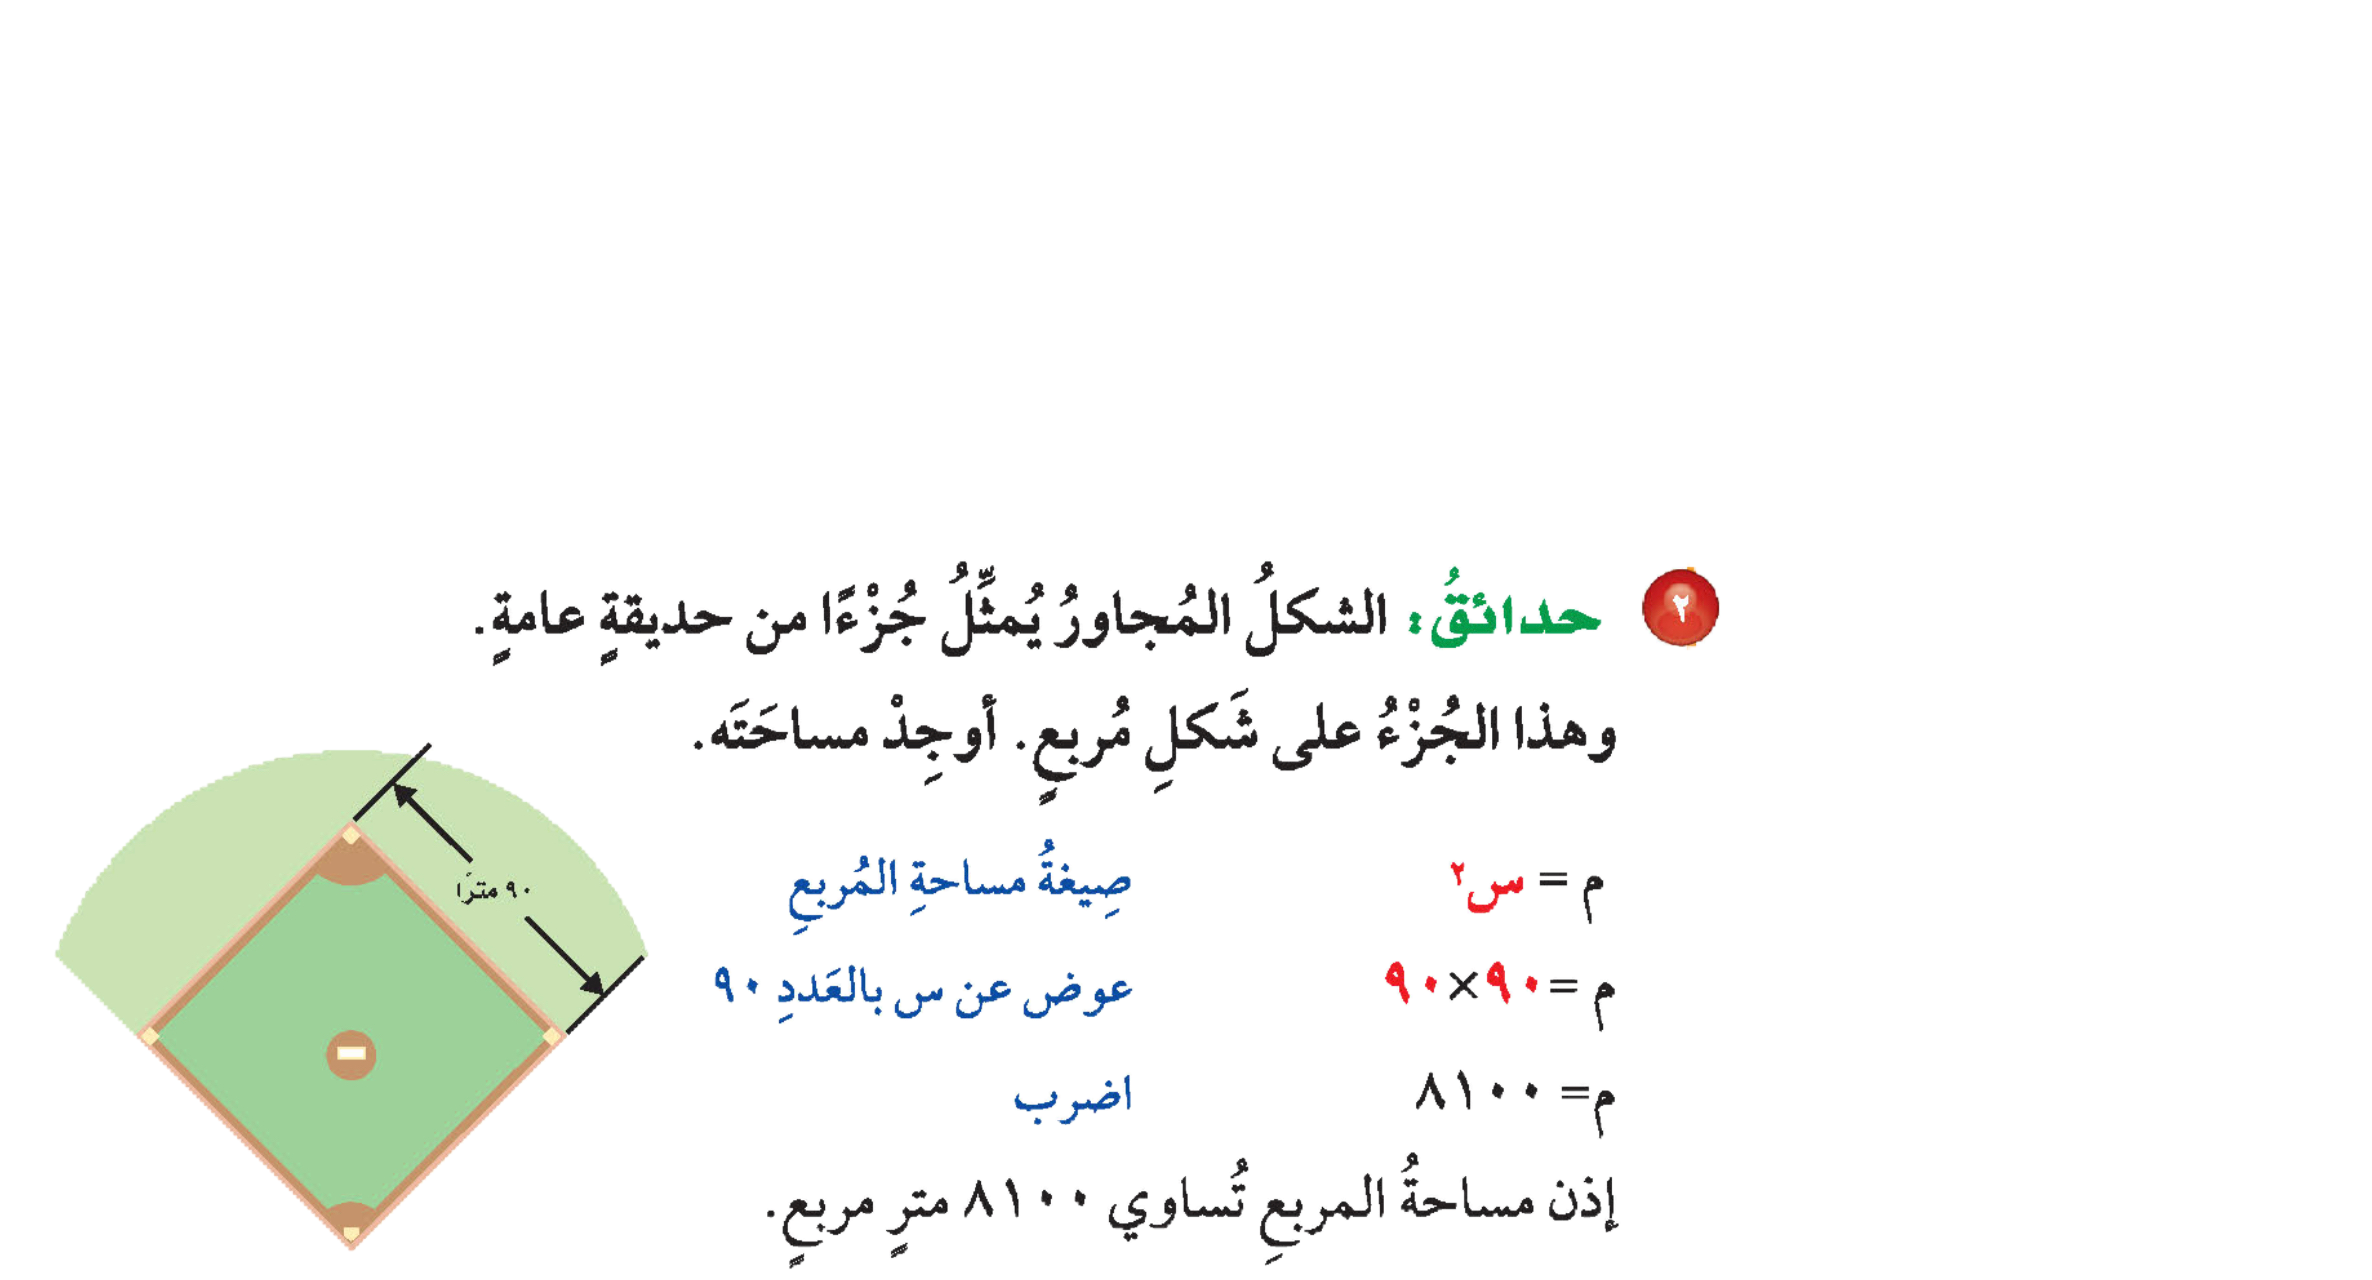 ٢ حدائقُ: الشكلُ المُجاورُ يُمثِّلُ جُزْءًا من حديقةٍ عامةٍ.
وهذا الجُزْءُ على شَكلِ مُربعٍ. أوجِدْ مساحَتَه.
م = س٢ صِيغةُ مساحةِ المُربعِ
م = ٩٠×٩٠ عوض عن س بالعَددِ ٩٠
م= ٨١٠٠ اضرب
إذن مساحةُ المربعِ تُساوي ٨١٠٠ مترٍ مربعٍ.
٩٠ مترًا